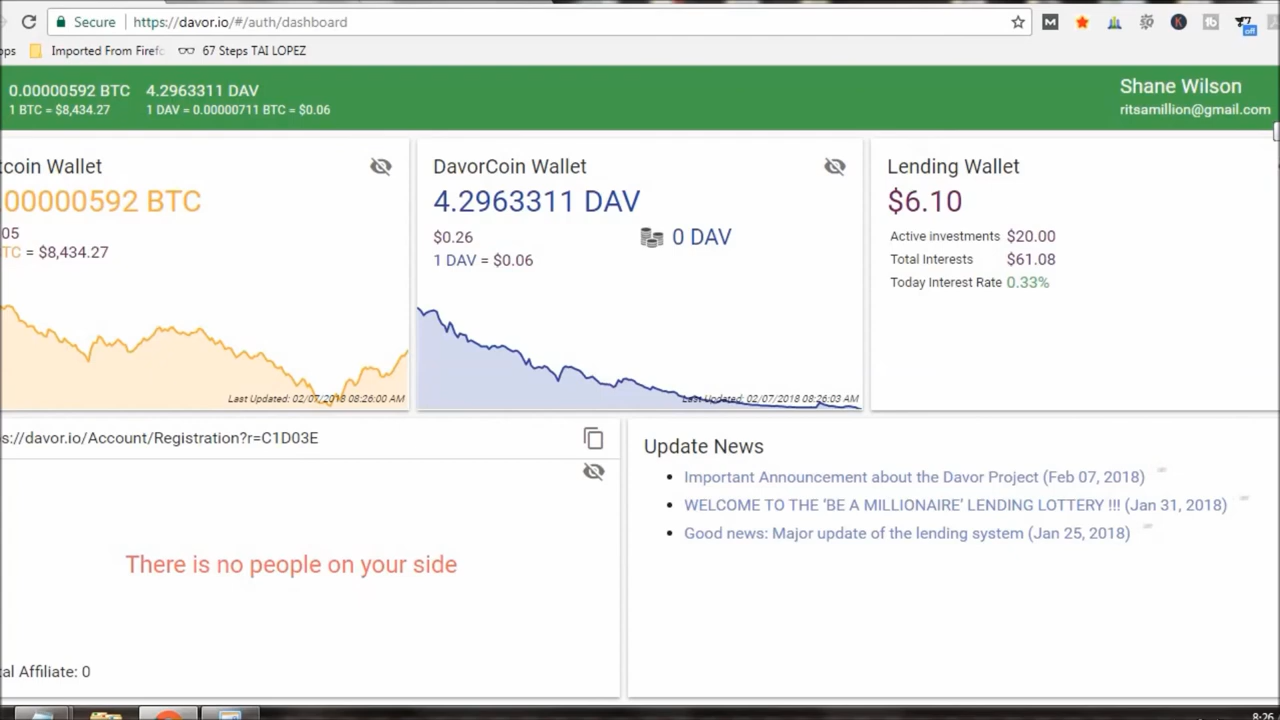 Secure https://davor.io/#/auth/dashboard
off
Imported From Firefo
67 Steps TAI LOPEZ
0.00000592 BTC 4.2963311 DAV
1 BTC = $8,434.27 1 DAV = 0.00000711 BTC = $0.06
Shane Wilson
ritsamillion@gmail.com
tcoin Wallet
.00000592 BTC
05
TC = $8,434.27
Last Updated: 02/07/2018 08:26:00 AM
DavorCoin Wallet
4.2963311 DAV
$0.26
0 DAV
1 DAV = $0.06
Last Updated: 02/07/2018 08:26:03 AM
Lending Wallet
$6.10
Active investments $20.00
Total Interests $61.08
Today Interest Rate 0.33%
s://davor.io/Account/Registration?r=C1D03E
There is no people on your side
al Affiliate: 0
Update News
Important Announcement about the Davor Project (Feb 07, 2018)
WELCOME TO THE ‘BE A MILLIONAIRE’ LENDING LOTTERY !!! (Jan 31, 2018)
Good news: Major update of the lending system (Jan 25, 2018)
8:26